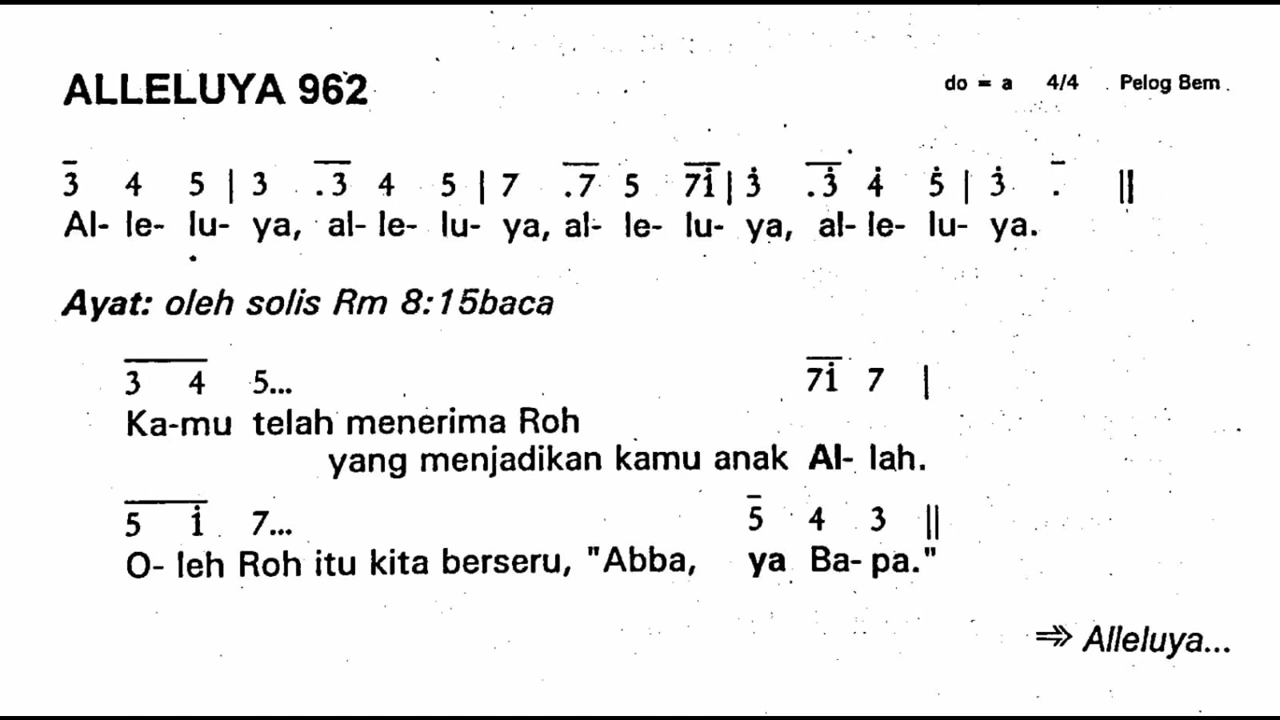 ALLELUYA 962 do = a 4/4 Pelog Bem
3̅ 4 5 | 3 .̅3̅ 4 5 | 7 .̅7̅ 5 7̅i̅ | 3̇ .̅3̇̅ 4̇ 5̇ | 3̇ .̅ ||
Al- le- lu- ya, al- le- lu- ya, al- le- lu- ya, al- le- lu- ya.
Ayat: oleh solis Rm 8:15baca
3̅ 4̅ 5... 7̅i̅ 7 |
Ka-mu telah menerima Roh
yang menjadikan kamu anak Al- lah.
5̅ i̅ 7... 5̅ 4 3 ||
O- leh Roh itu kita berseru, "Abba, ya Ba- pa."
⇒ Alleluya...